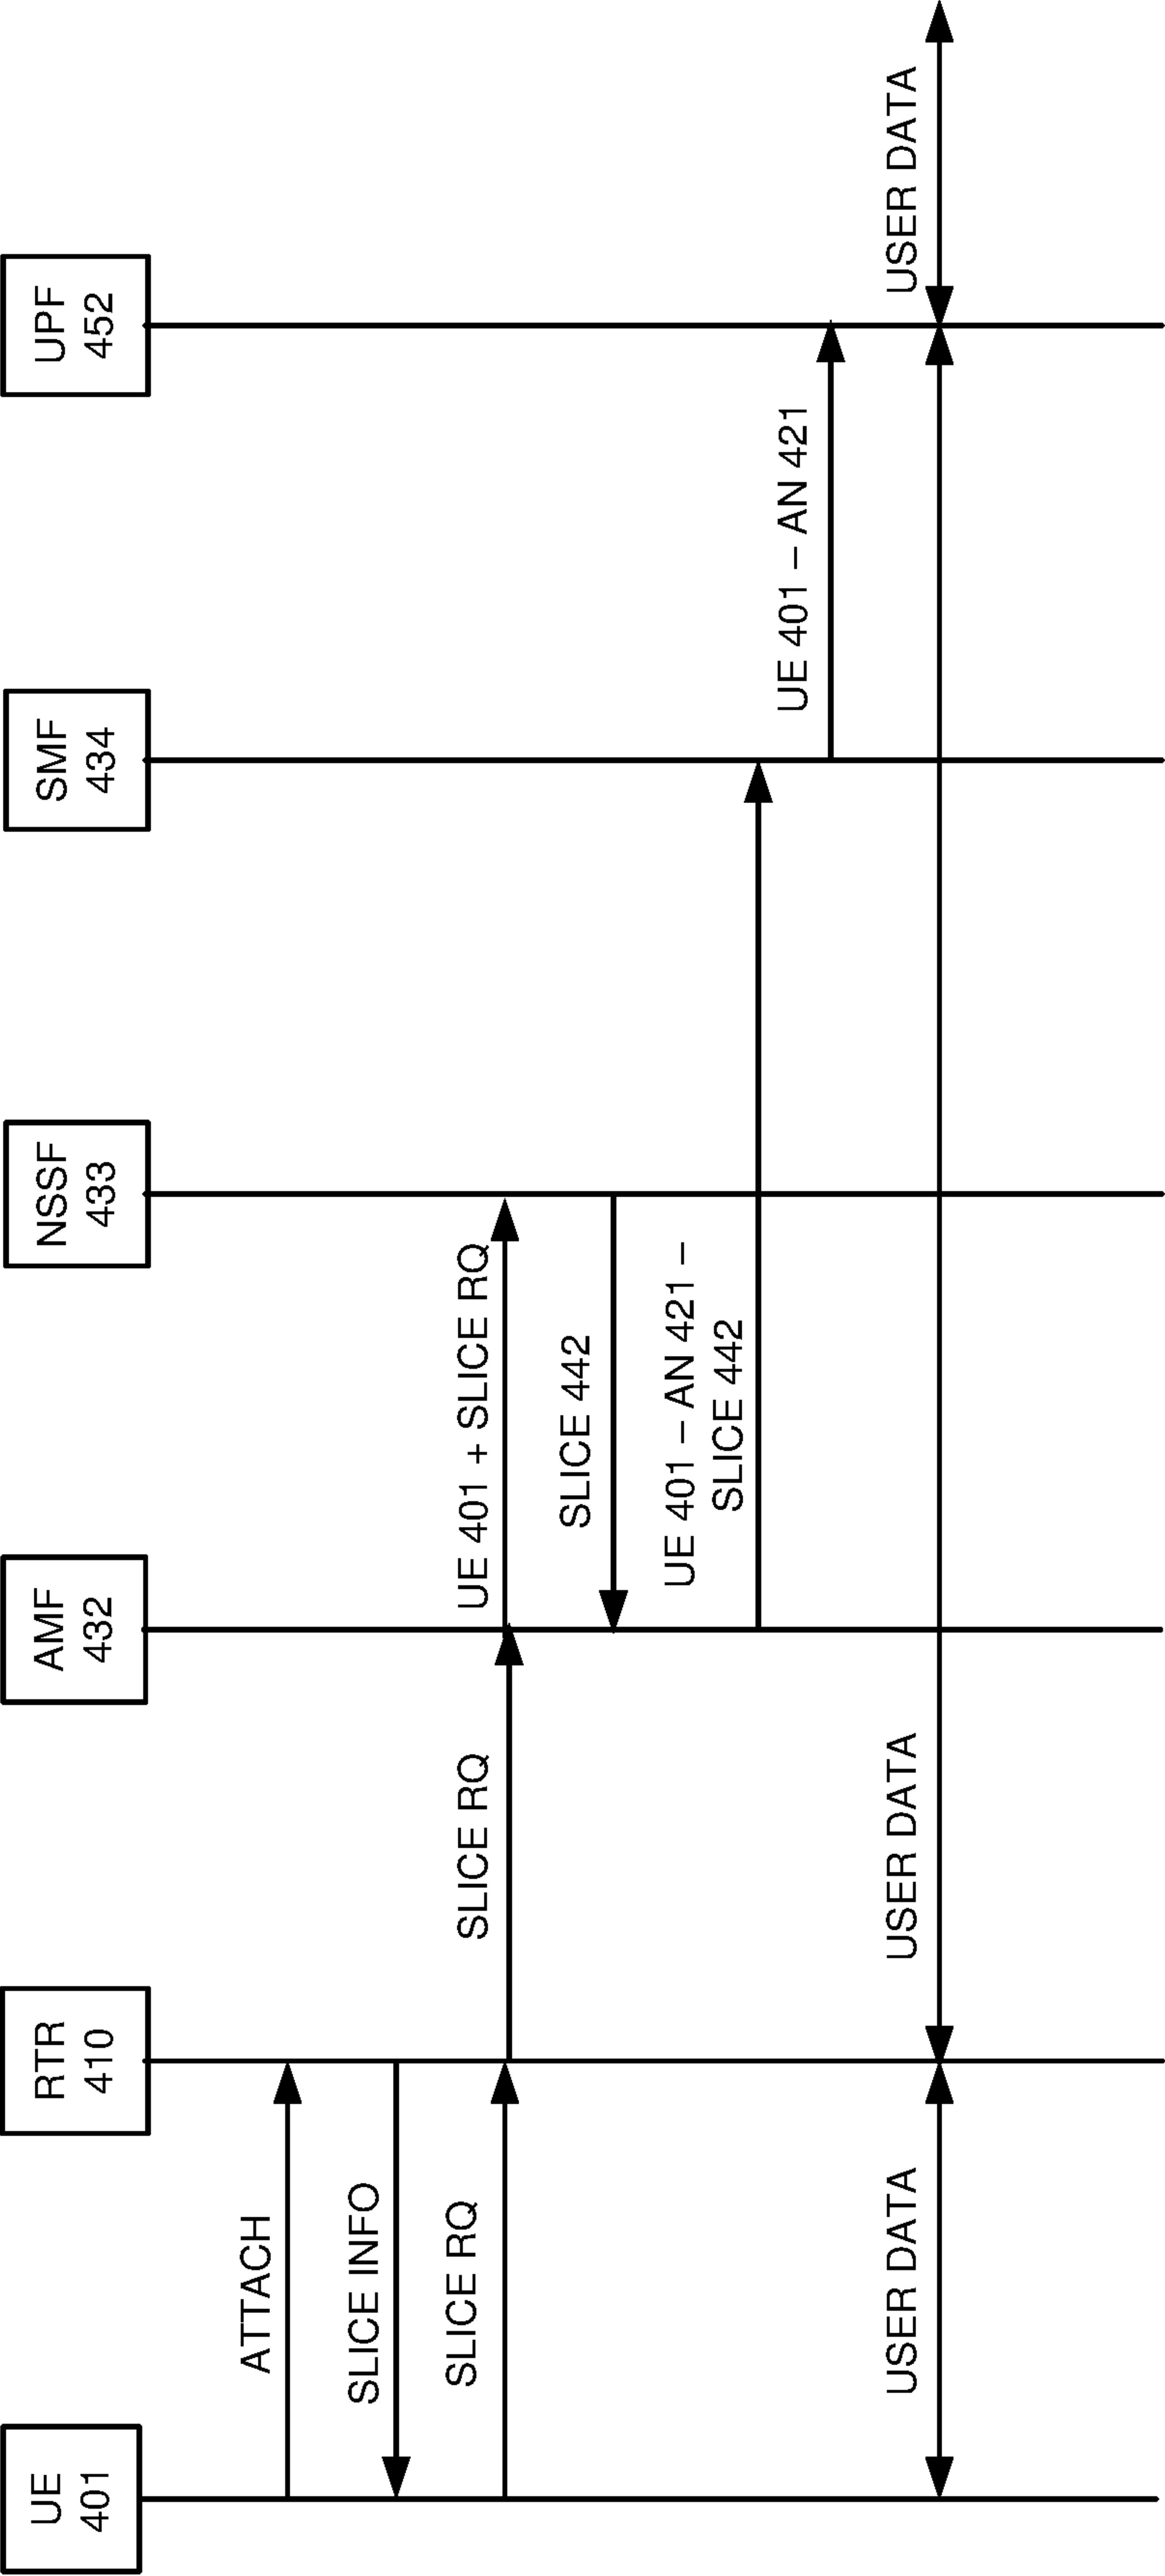 UE
401
RTR
410
AMF
432
NSSF
433
SMF
434
UPF
452
ATTACH
SLICE INFO
SLICE RQ
SLICE RQ
UE 401 + SLICE RQ
SLICE 442
UE 401 – AN 421 –
SLICE 442
UE 401 – AN 421
USER DATA
USER DATA
USER DATA